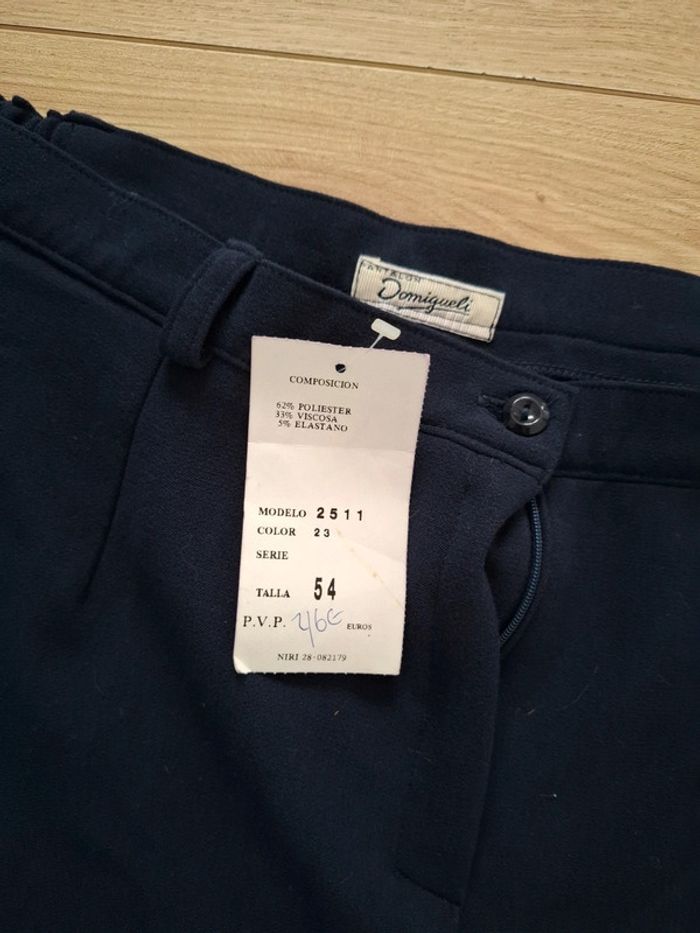 PANTALON
Domigueli
COMPOSICION
62% POLIESTER
33% VISCOSA
5% ELASTANO
MODELO 2511
COLOR 23
SERIE
TALLA 54
P.V.P. 46€ EUROS
NIRI 28-082179